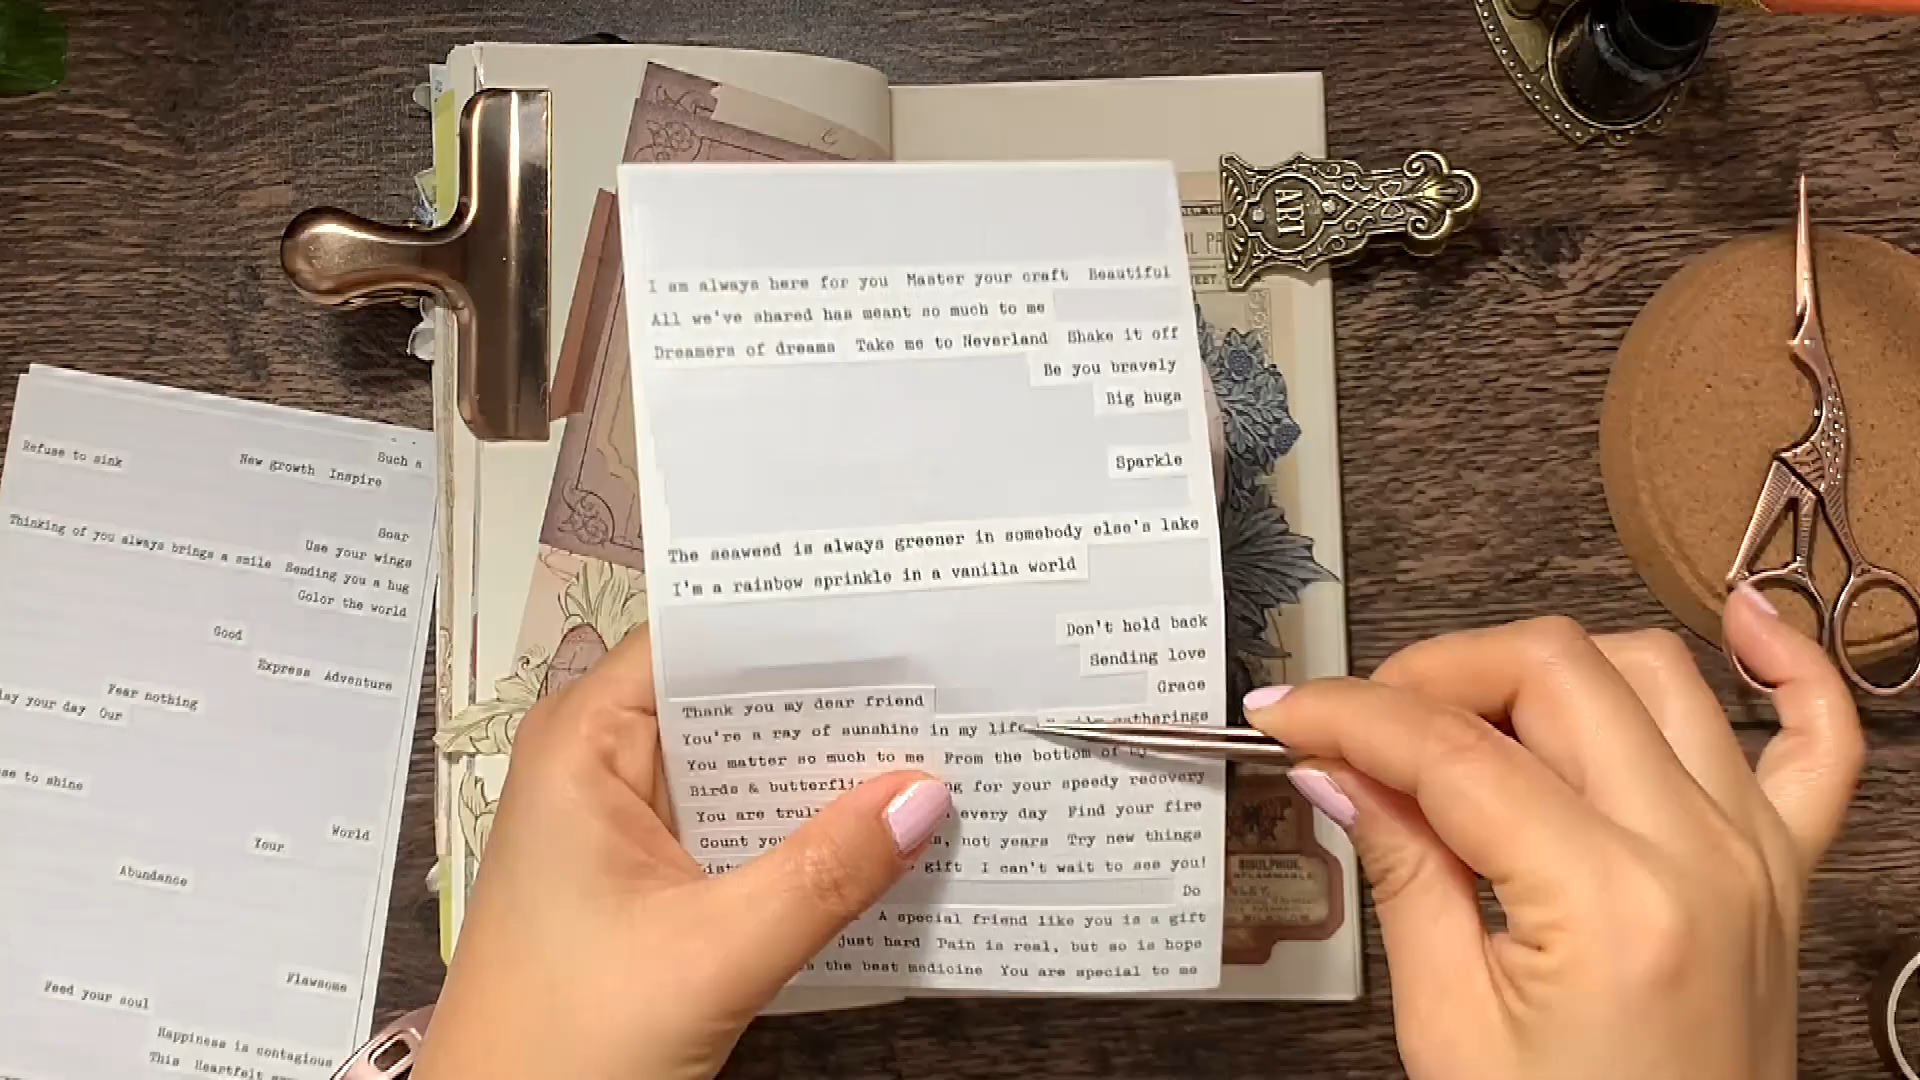 I am always here for you Master your craft Beautiful
All we've shared has meant so much to me
Dreamers of dreams Take me to Neverland Shake it off
Be you bravely
Big hugs
Sparkle
The seaweed is always greener in somebody else's lake
I'm a rainbow sprinkle in a vanilla world
Don't hold back
Sending love
Grace
Thank you my dear friend
You're a ray of sunshine in my life gatherings
You matter so much to me From the bottom of
Birds & for your speedy recovery
You are every day Find your fire
Count not years Try new things
gift I can't wait to see you!
Do
A special friend like you is a gift
just hard Pain is real, but so is hope
the best medicine You are special to me
Such a
Refuse to sink New growth Inspire
Soar
Use your wings
Thinking of you always brings a smile Sending you a hug
Color the world
Good
Express Adventure
Fear nothing
your day Our
to shine
World
Your
Abundance
Flawsome
Feed your soul
Happiness is contagious
This Heartfelt
ART